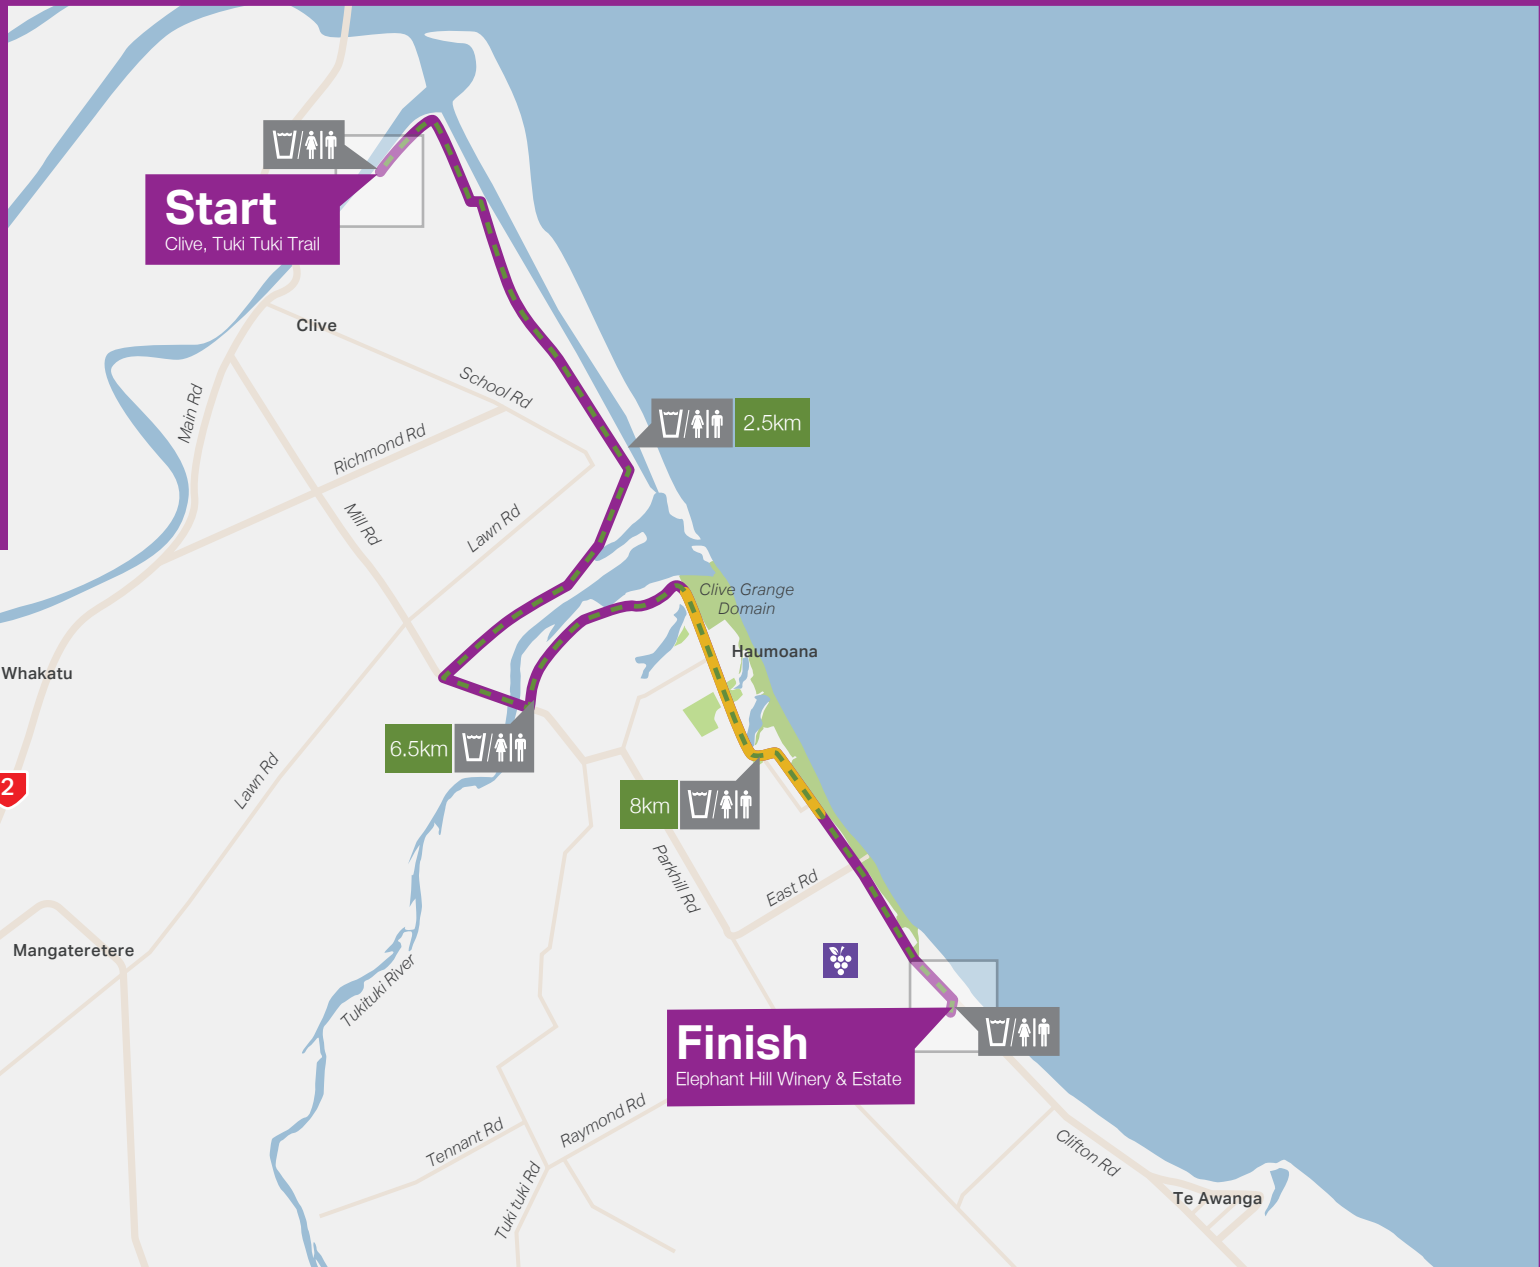 Start
Clive, Tuki Tuki Trail
Clive
School Rd
Main Rd
2.5km
Richmond Rd
Mill Rd
Lawn Rd
Clive Grange
Domain
Haumoana
Whakatu
6.5km
2
Lawn Rd
8km
Parkhill Rd
East Rd
Mangateretere
Tukituki River
Finish
Elephant Hill Winery & Estate
Raymond Rd
Tennant Rd
Clifton Rd
Tuki tuki Rd
Te Awanga